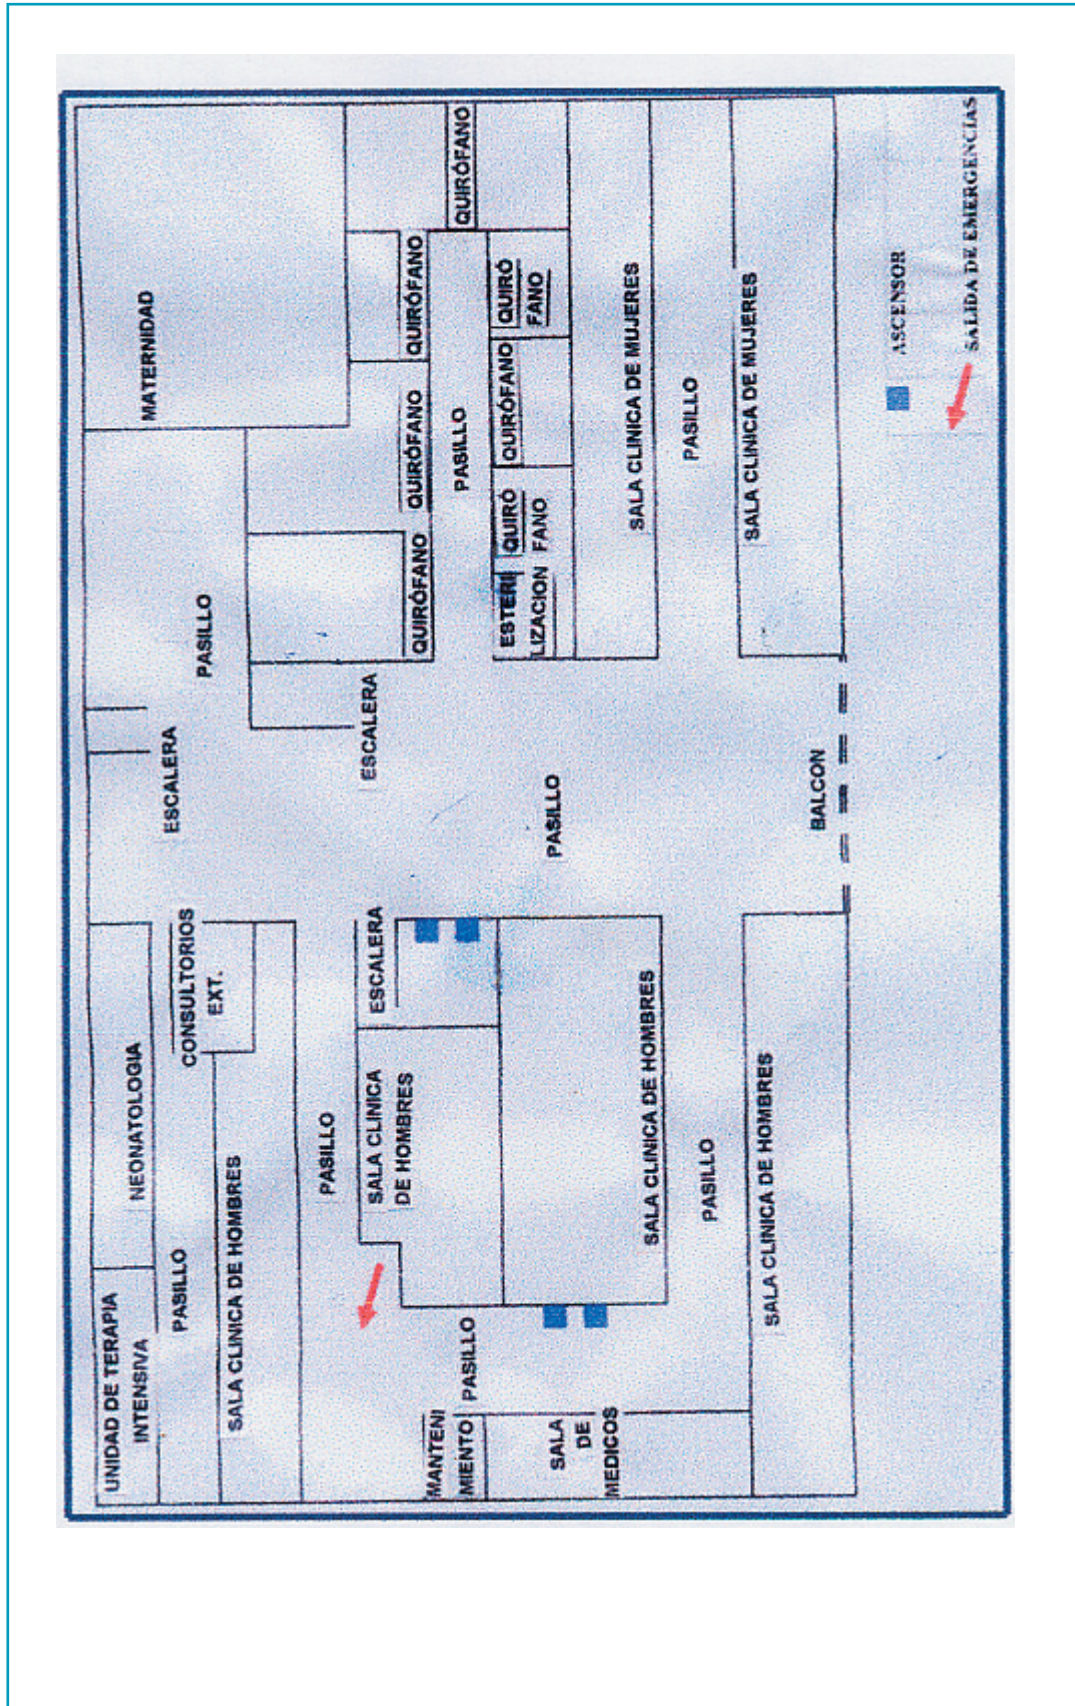 UNIDAD DE TERAPIA
INTENSIVA
NEONATOLOGIA
MATERNIDAD
PASILLO
CONSULTORIOS
EXT.
ESCALERA
PASILLO
SALA CLINICA DE HOMBRES
PASILLO
SALA CLINICA
DE HOMBRES
ESCALERA
ESCALERA
QUIRÓFANO
QUIRÓFANO
QUIRÓFANO
QUIRÓFANO
MANTENI
MIENTO
PASILLO
PASILLO
ESTERI
LIZACION
QUIRÓ
FANO
QUIRÓFANO
QUIRÓ
FANO
SALA
DE
MEDICOS
PASILLO
SALA CLINICA DE HOMBRES
SALA CLINICA DE MUJERES
PASILLO
PASILLO
SALA CLINICA DE HOMBRES
SALA CLINICA DE MUJERES
BALCON
ASCENSOR
SALIDA DE EMERGENCIAS